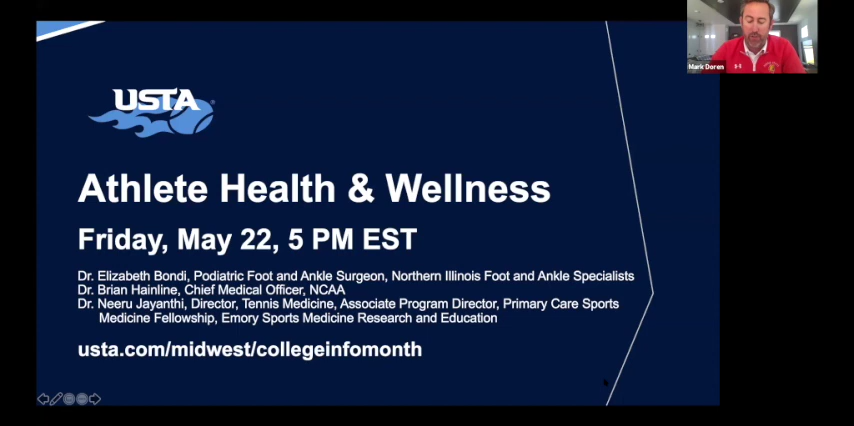 USTA
Athlete Health & Wellness
Friday, May 22, 5 PM EST
Dr. Elizabeth Bondi, Podiatric Foot and Ankle Surgeon, Northern Illinois Foot and Ankle Specialists
Dr. Brian Hainline, Chief Medical Officer, NCAA
Dr. Neeru Jayanthi, Director, Tennis Medicine, Associate Program Director, Primary Care Sports
Medicine Fellowship, Emory Sports Medicine Research and Education
usta.com/midwest/collegeinfomonth
Mark Doren